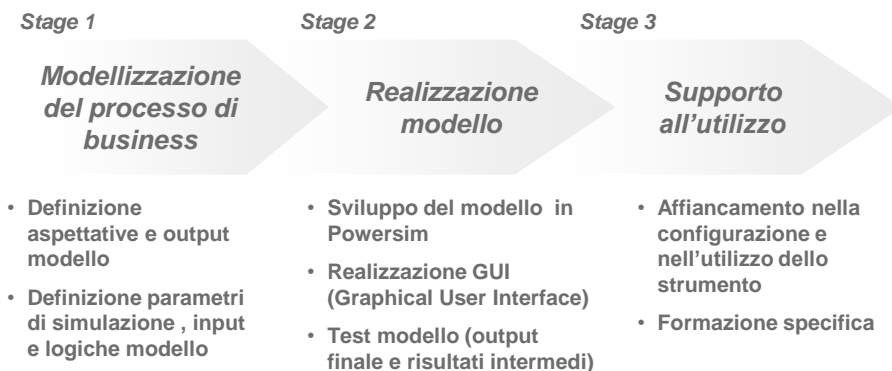 Stage 1
Modellizzazione
del processo di
business
• Definizione
aspettative e output
modello
• Definizione parametri
di simulazione , input
e logiche modello
Stage 2
Realizzazione
modello
• Sviluppo del modello in
Powersim
• Realizzazione GUI
(Graphical User Interface)
• Test modello (output
finale e risultati intermedi)
Stage 3
Supporto
all’utilizzo
• Affiancamento nella
configurazione e
nell’utilizzo dello
strumento
• Formazione specifica